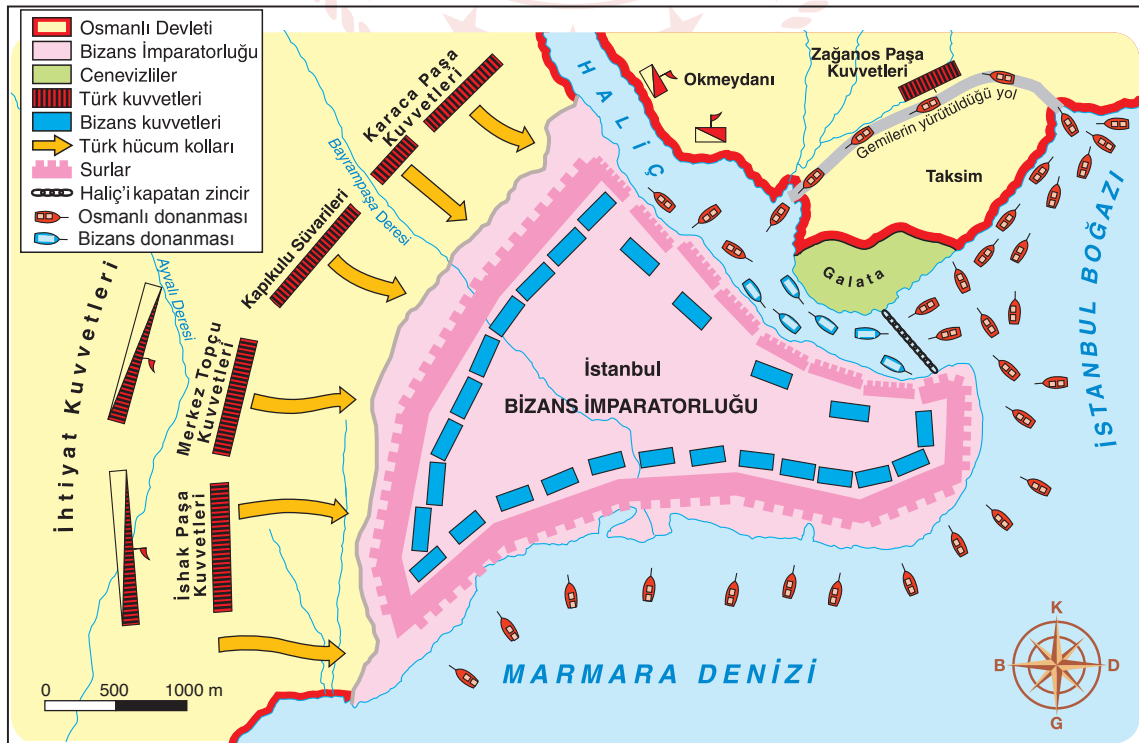 Osmanlı Devleti
Bizans İmparatorluğu
Cenevizliler
Türk kuvvetleri
Bizans kuvvetleri
Türk hücum kolları
Surlar
Haliç'i kapatan zincir
Osmanlı donanması
Bizans donanması
Karaca Paşa
Kuvvetleri
HALİÇ
Okmeydanı
Zağanos Paşa
Kuvvetleri
Gemilerin yürütüldüğü yol
Taksim
Galata
İSTANBUL BOĞAZI
Bayrampaşa Deresi
Kapıkulu Süvarileri
Ayvalı Deresi
İhtiyat Kuvvetleri
Merkez Topçu
Kuvvetleri
İshak Paşa
Kuvvetleri
İstanbul
BİZANS İMPARATORLUĞU
MARMARA DENİZİ
0 500 1000 m
K
B D
G